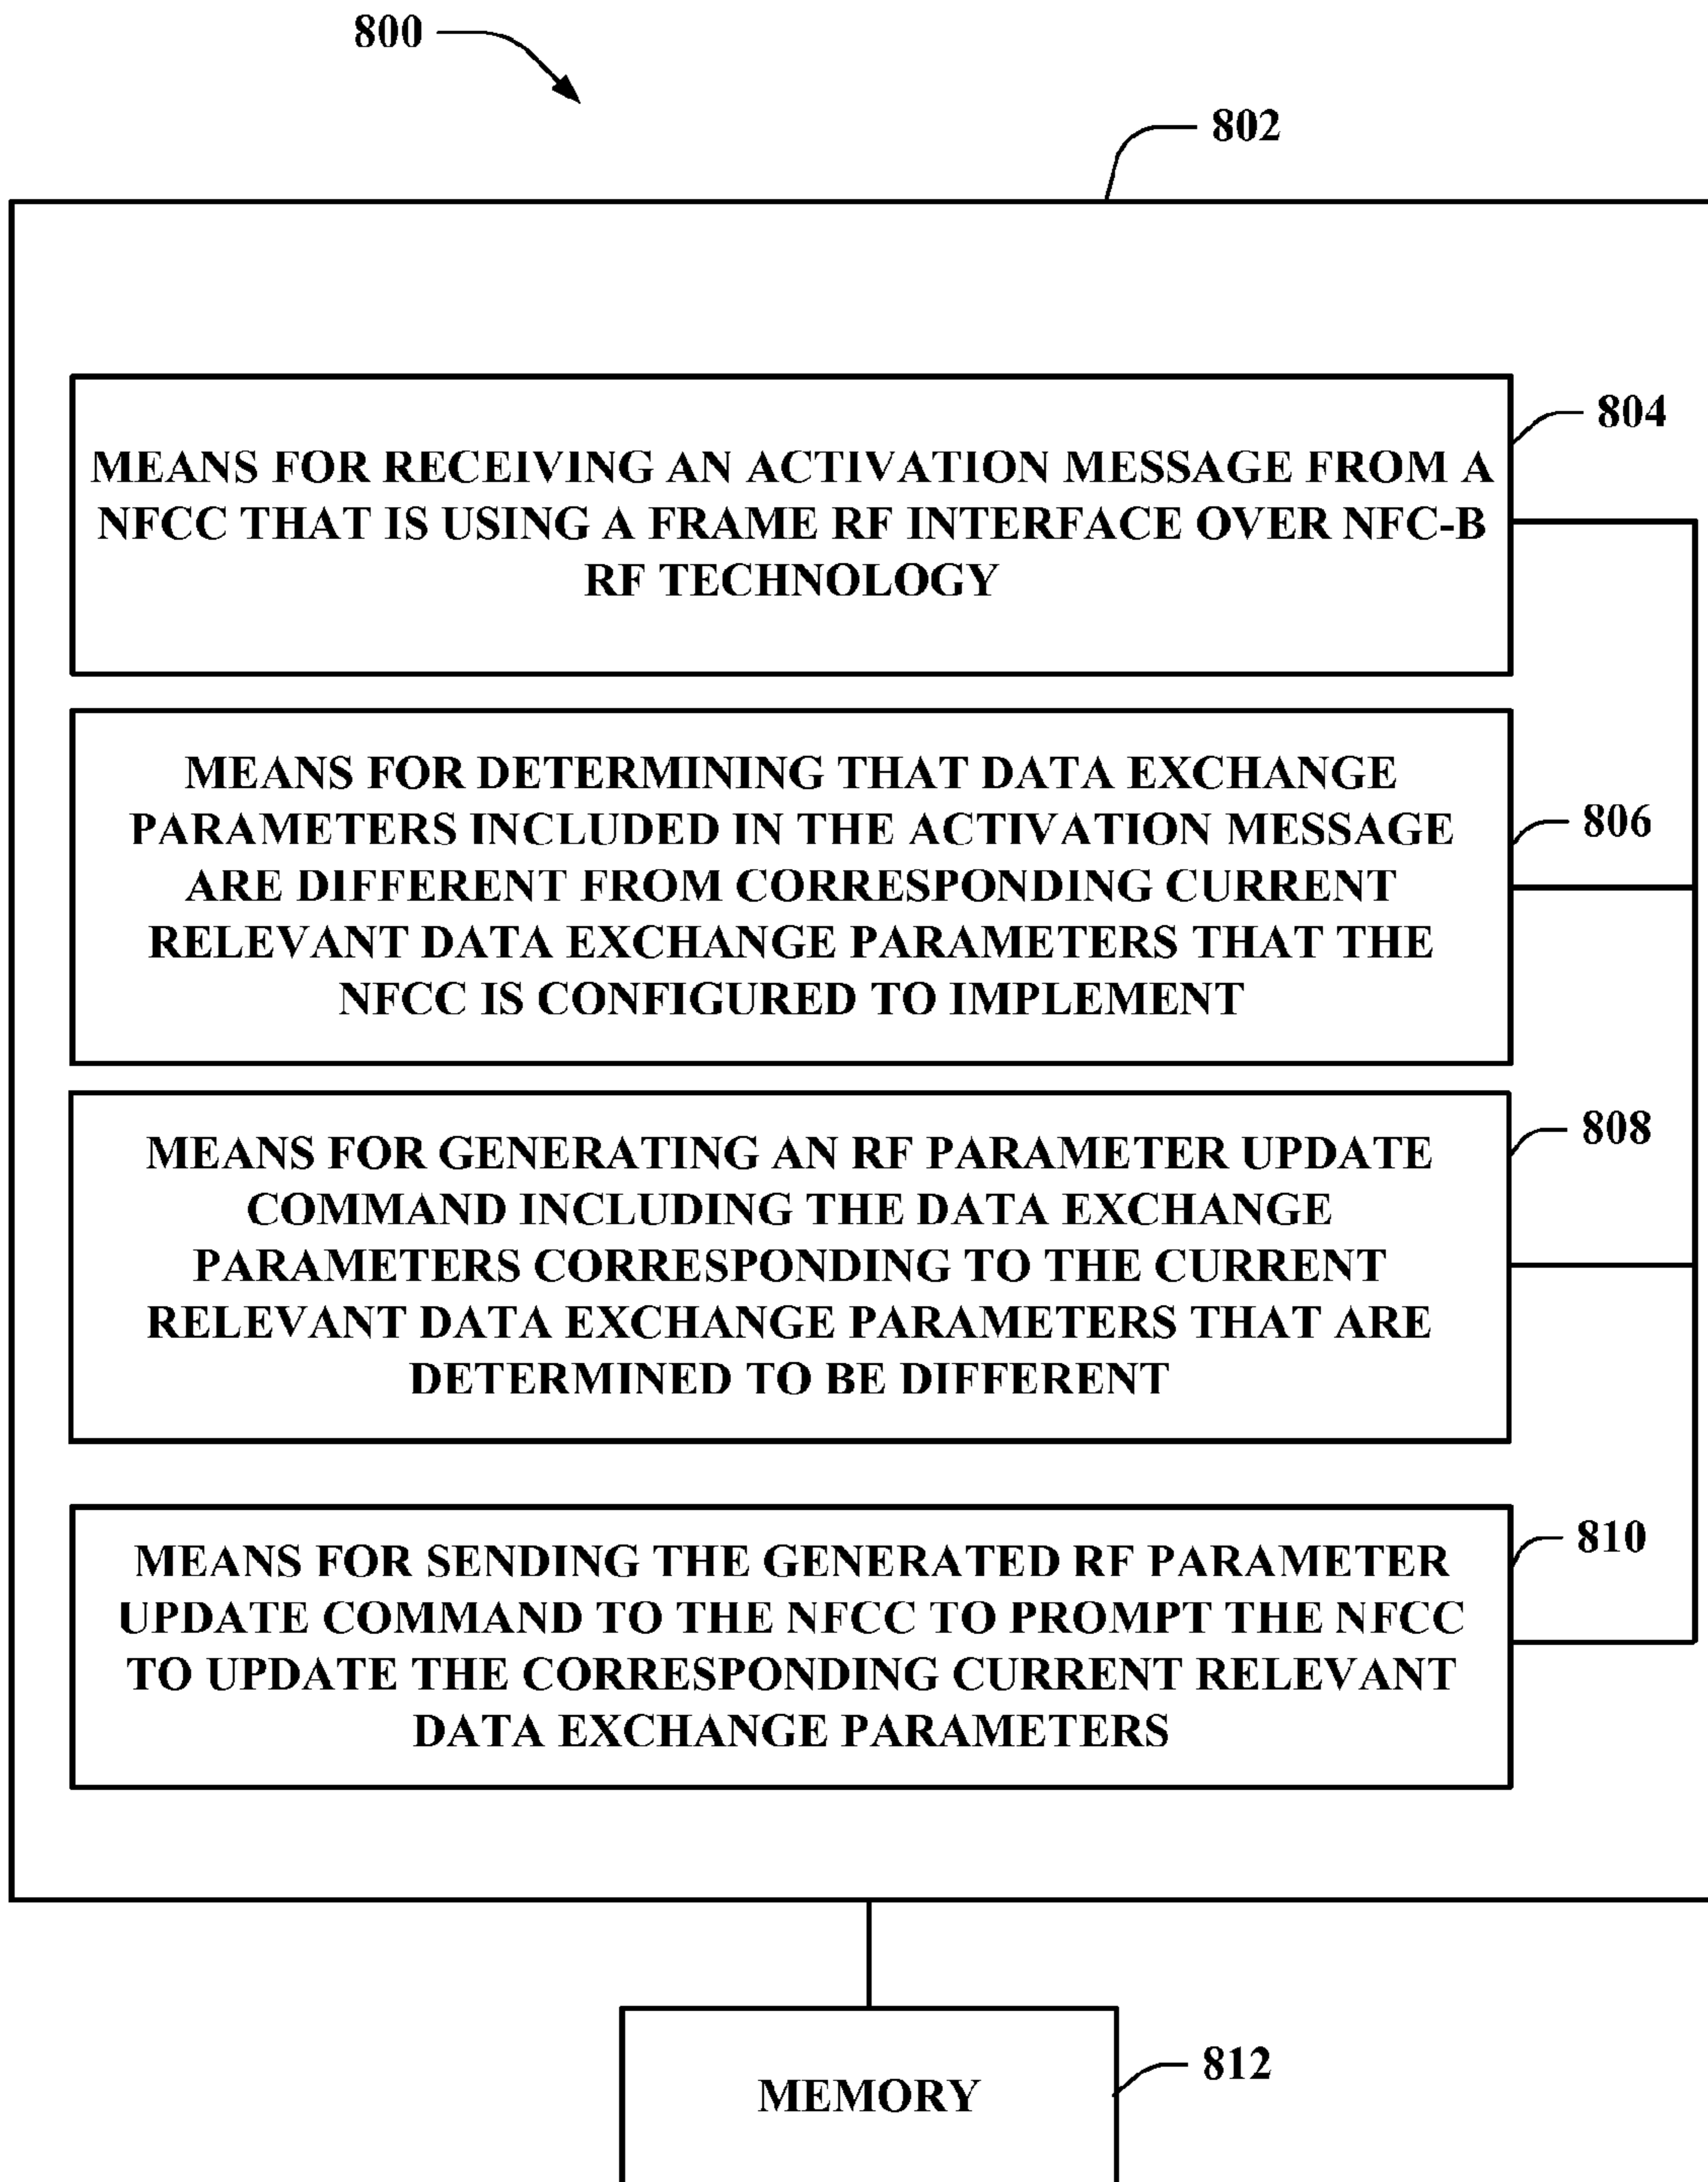 800
802
804
MEANS FOR RECEIVING AN ACTIVATION MESSAGE FROM A
NFCC THAT IS USING A FRAME RF INTERFACE OVER NFC-B
RF TECHNOLOGY
806
MEANS FOR DETERMINING THAT DATA EXCHANGE
PARAMETERS INCLUDED IN THE ACTIVATION MESSAGE
ARE DIFFERENT FROM CORRESPONDING CURRENT
RELEVANT DATA EXCHANGE PARAMETERS THAT THE
NFCC IS CONFIGURED TO IMPLEMENT
808
MEANS FOR GENERATING AN RF PARAMETER UPDATE
COMMAND INCLUDING THE DATA EXCHANGE
PARAMETERS CORRESPONDING TO THE CURRENT
RELEVANT DATA EXCHANGE PARAMETERS THAT ARE
DETERMINED TO BE DIFFERENT
810
MEANS FOR SENDING THE GENERATED RF PARAMETER
UPDATE COMMAND TO THE NFCC TO PROMPT THE NFCC
TO UPDATE THE CORRESPONDING CURRENT RELEVANT
DATA EXCHANGE PARAMETERS
812
MEMORY